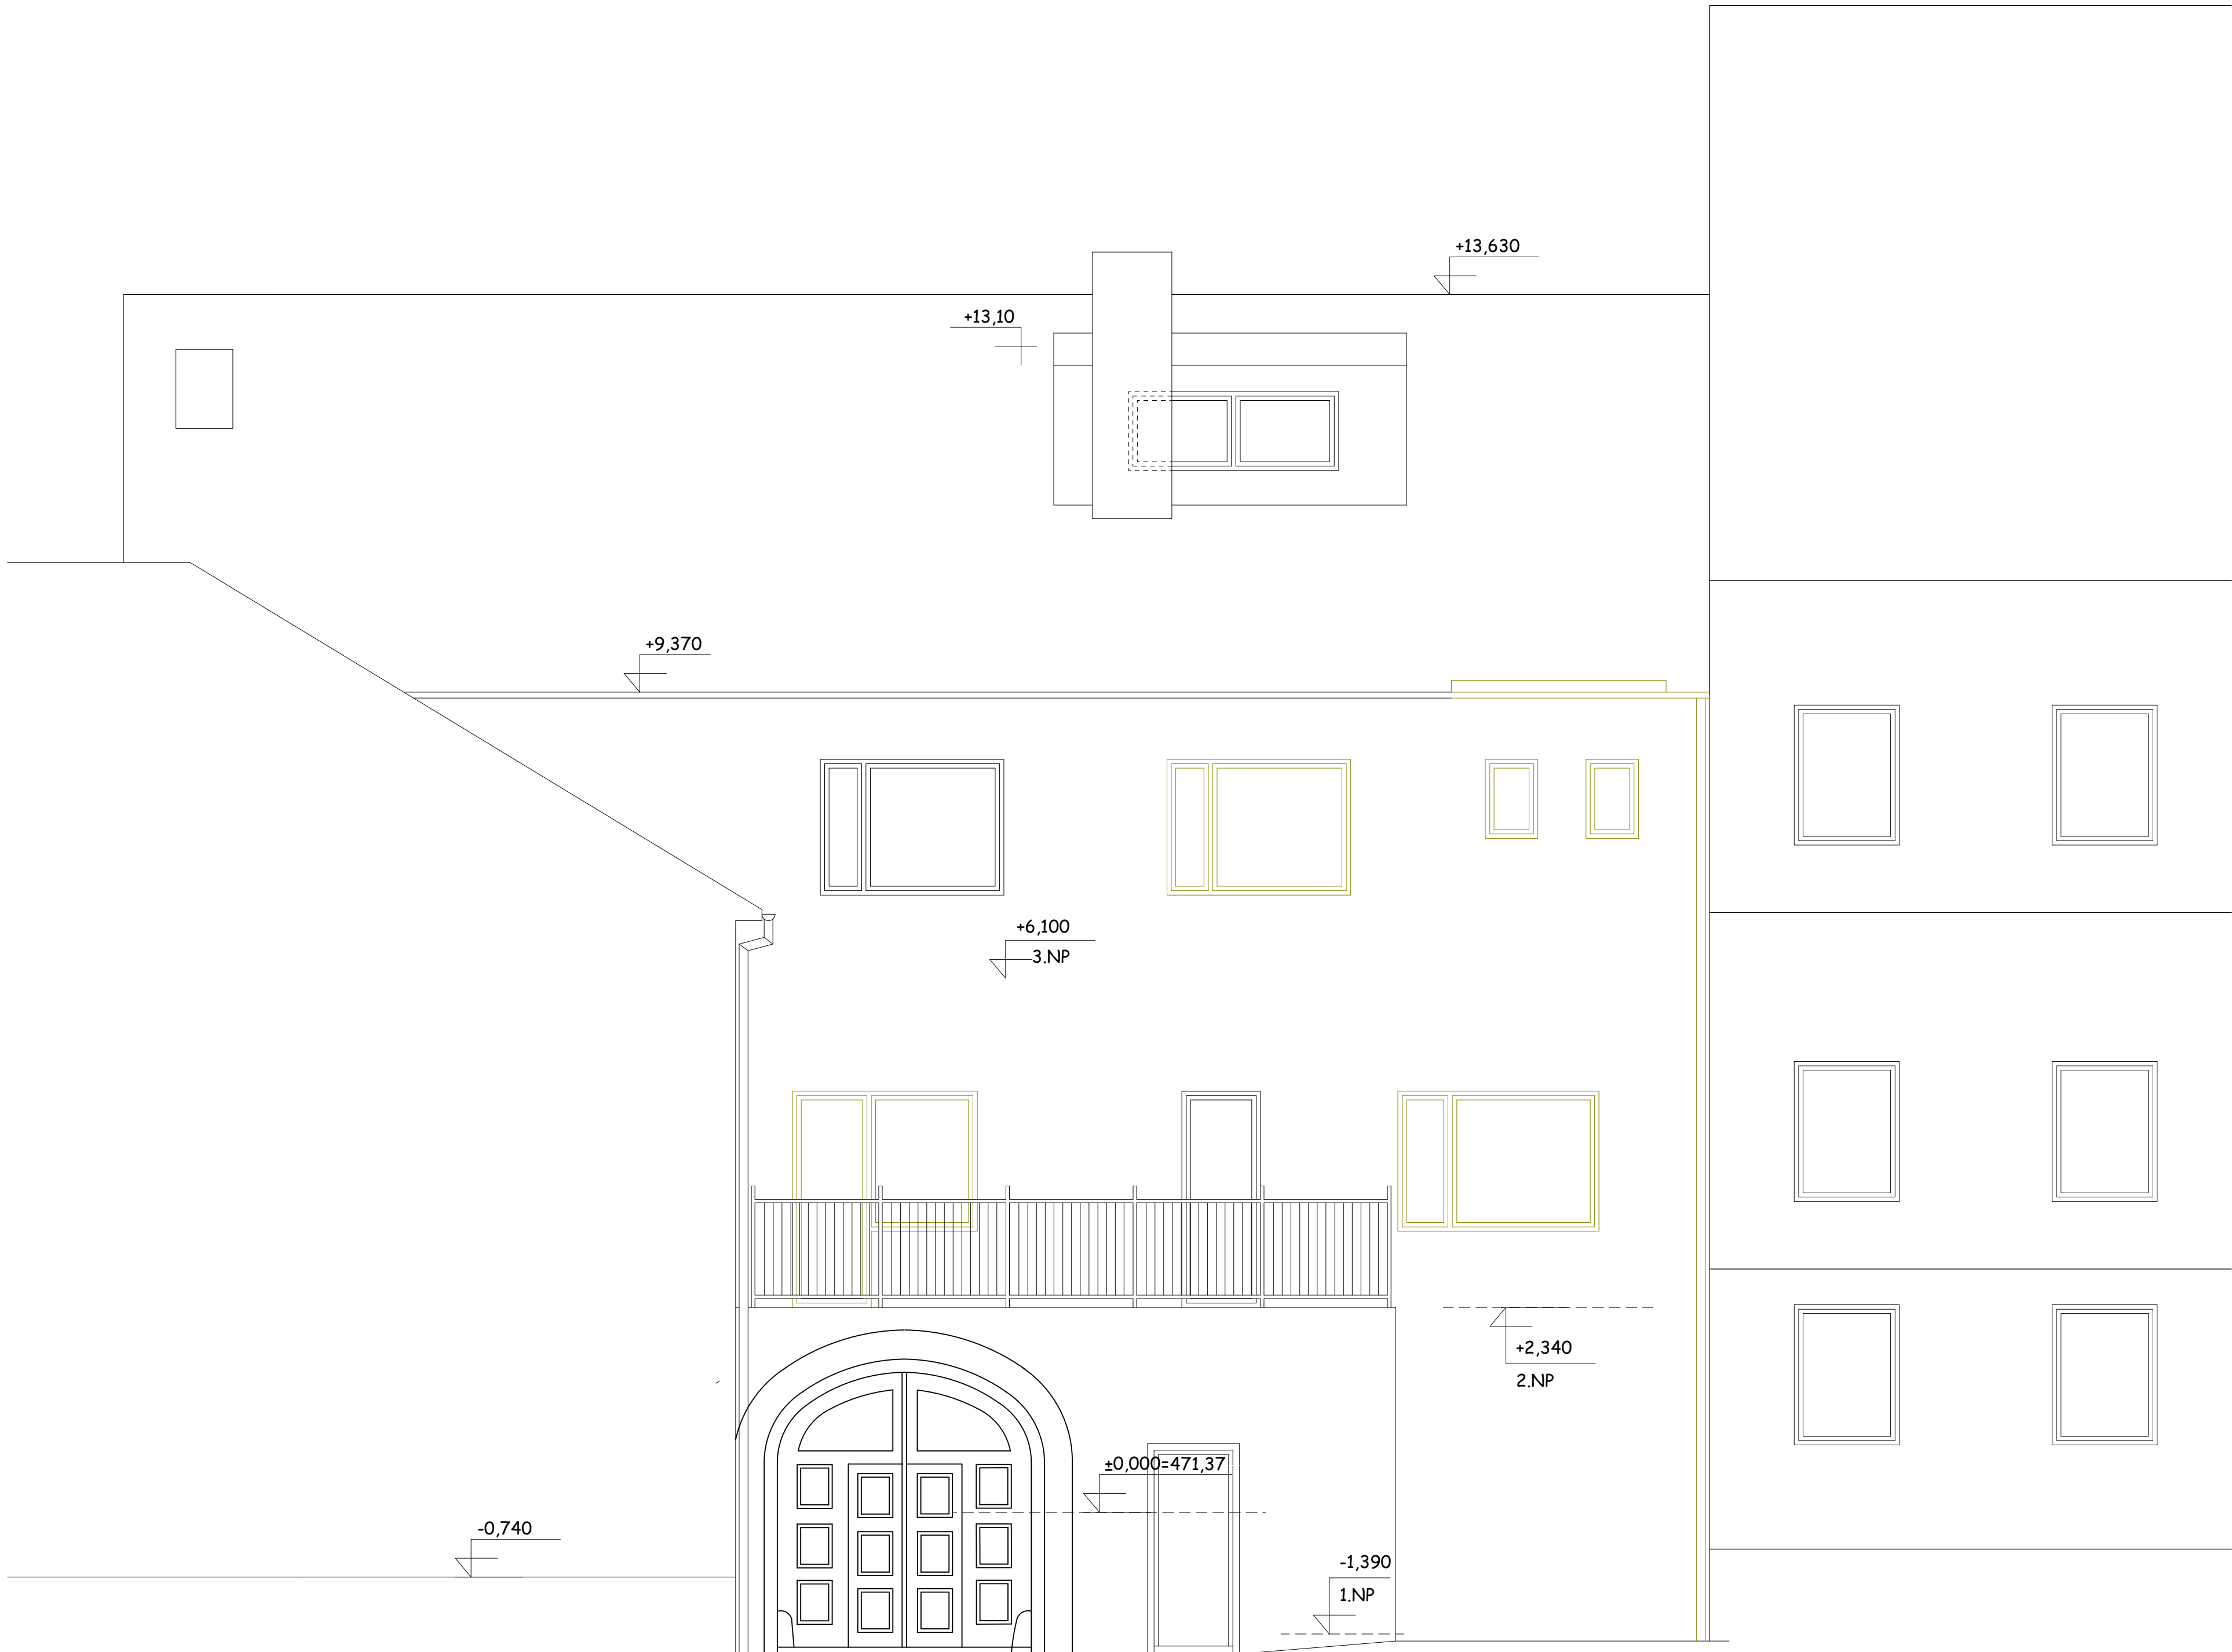 +13,630
+13,10
+9,370
+6,100
3.NP
+2,340
2.NP
±0,000=471,37
-0,740
-1,390
1.NP